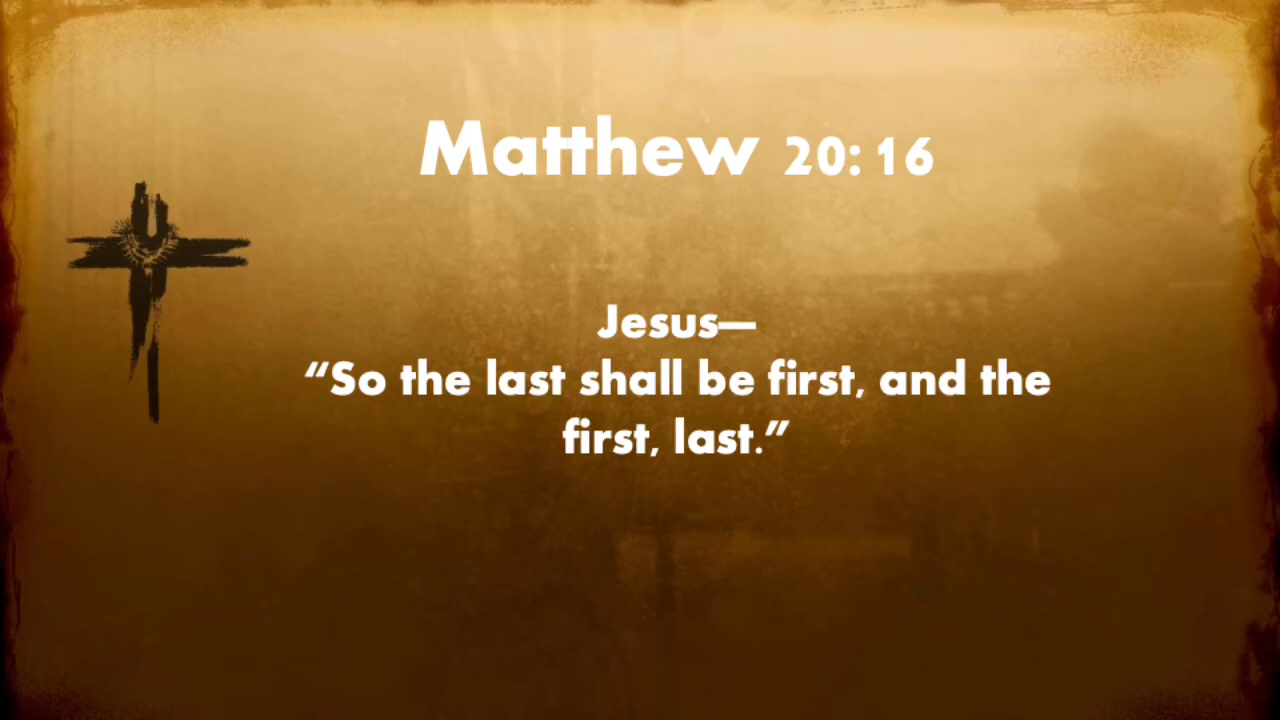 Matthew 20:16
Jesus—
“So the last shall be first, and the
first, last.”